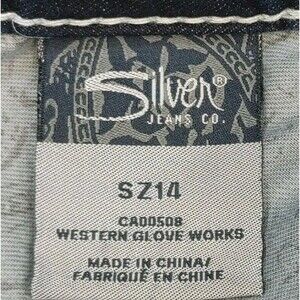 Silver®
JEANS CO.
SZ14
CA00508
WESTERN GLOVE WORKS
MADE IN CHINA/
FABRIQUÉ EN CHINE